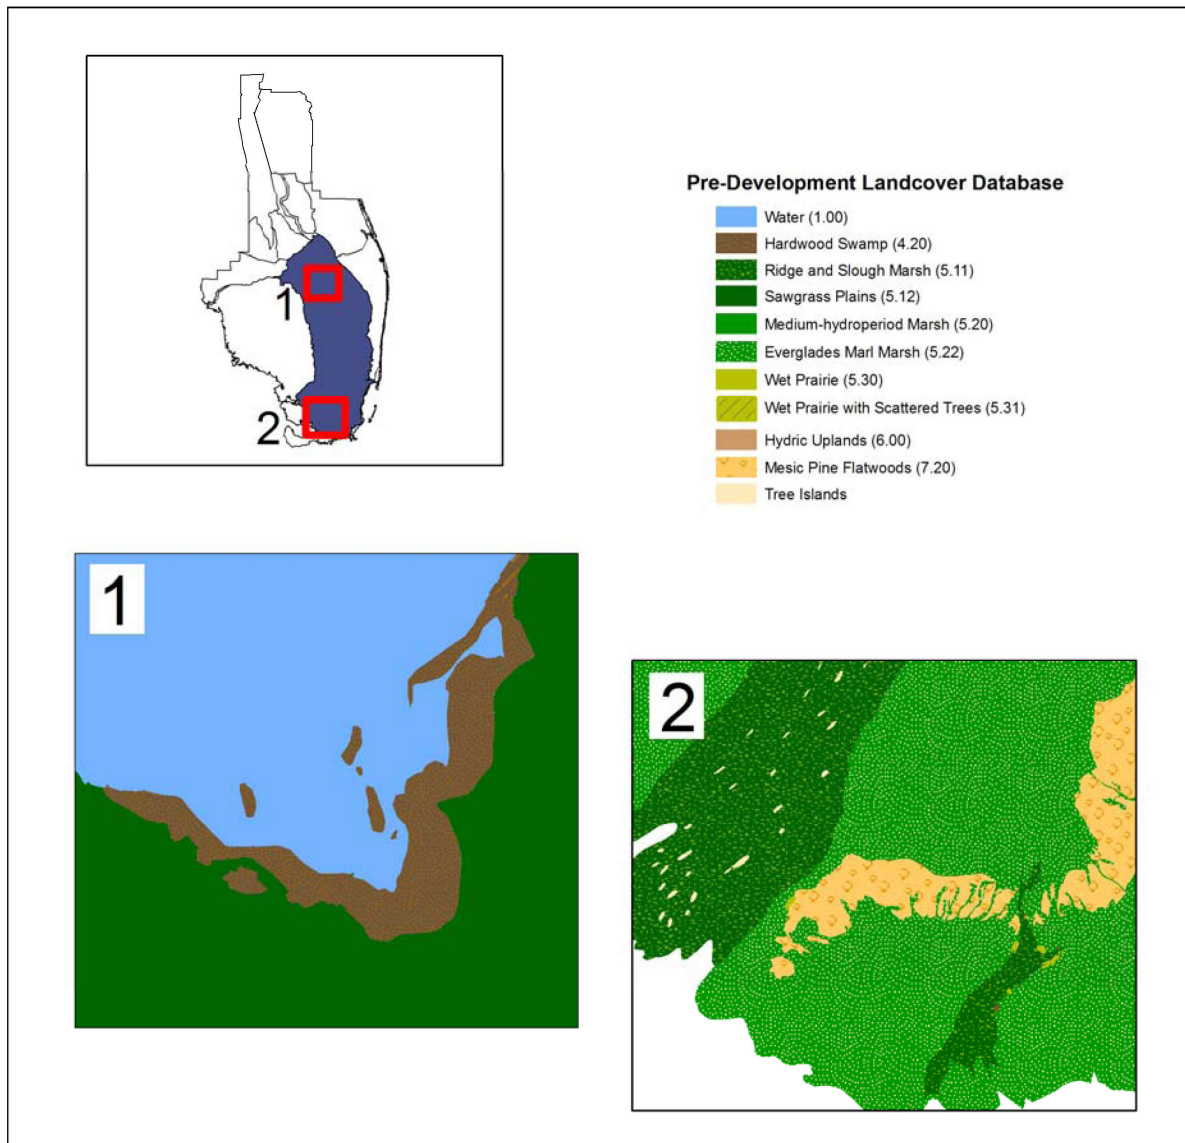 1
2
Pre-Development Landcover Database
Water (1.00)
Hardwood Swamp (4.20)
Ridge and Slough Marsh (5.11)
Sawgrass Plains (5.12)
Medium-hydroperiod Marsh (5.20)
Everglades Marl Marsh (5.22)
Wet Prairie (5.30)
Wet Prairie with Scattered Trees (5.31)
Hydric Uplands (6.00)
Mesic Pine Flatwoods (7.20)
Tree Islands
1
2